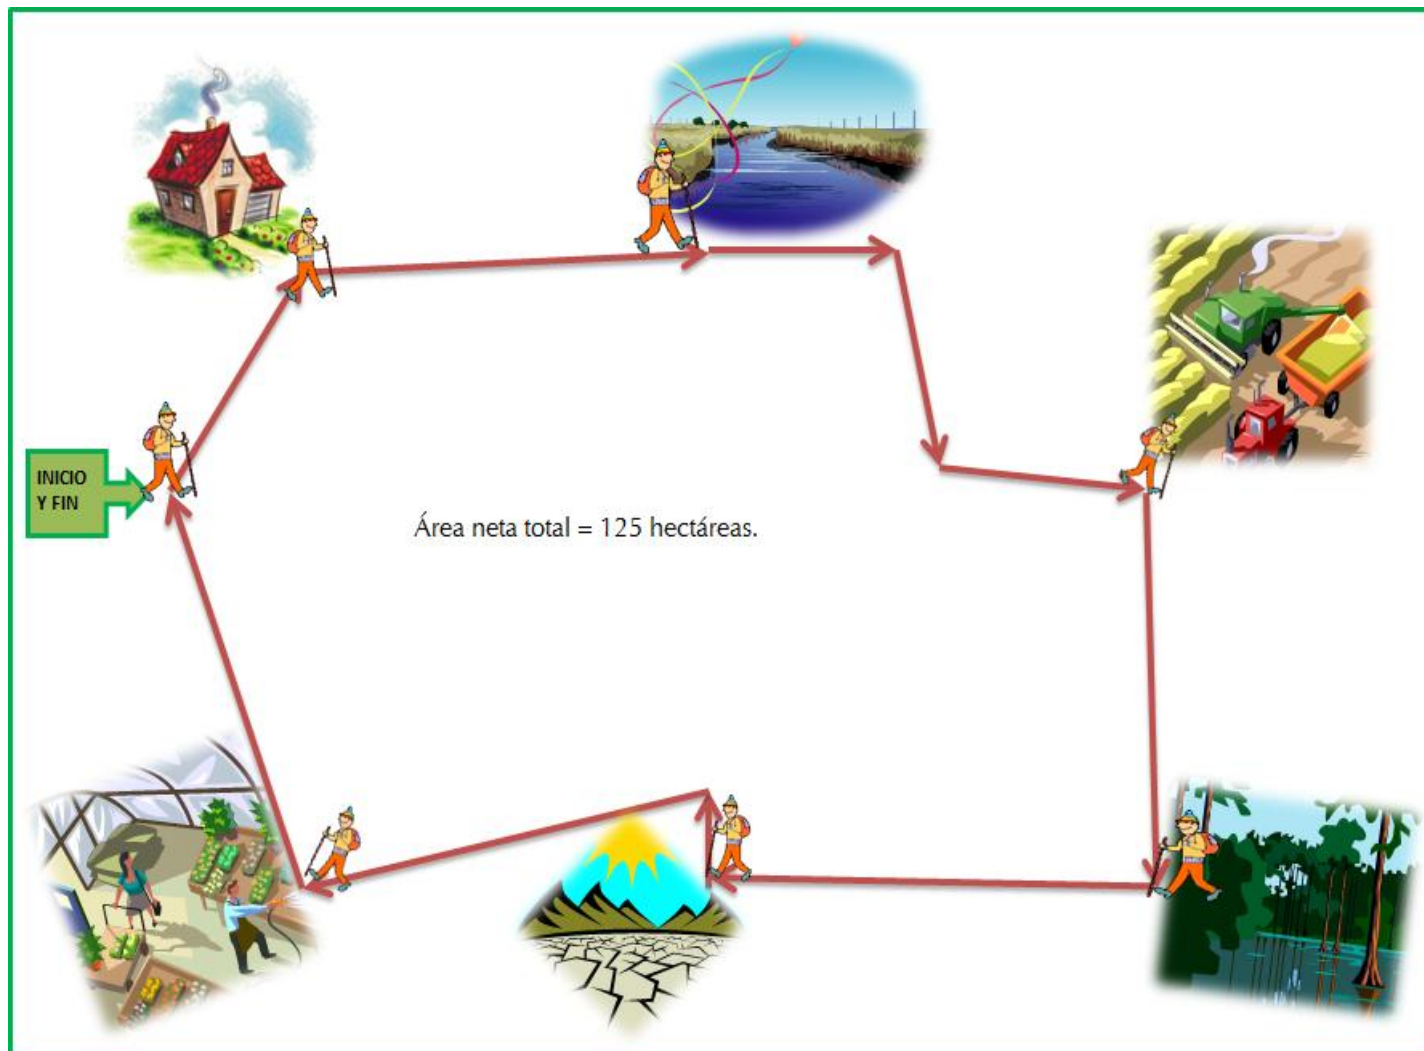 INICIO
Y FIN
Área neta total = 125 hectáreas.